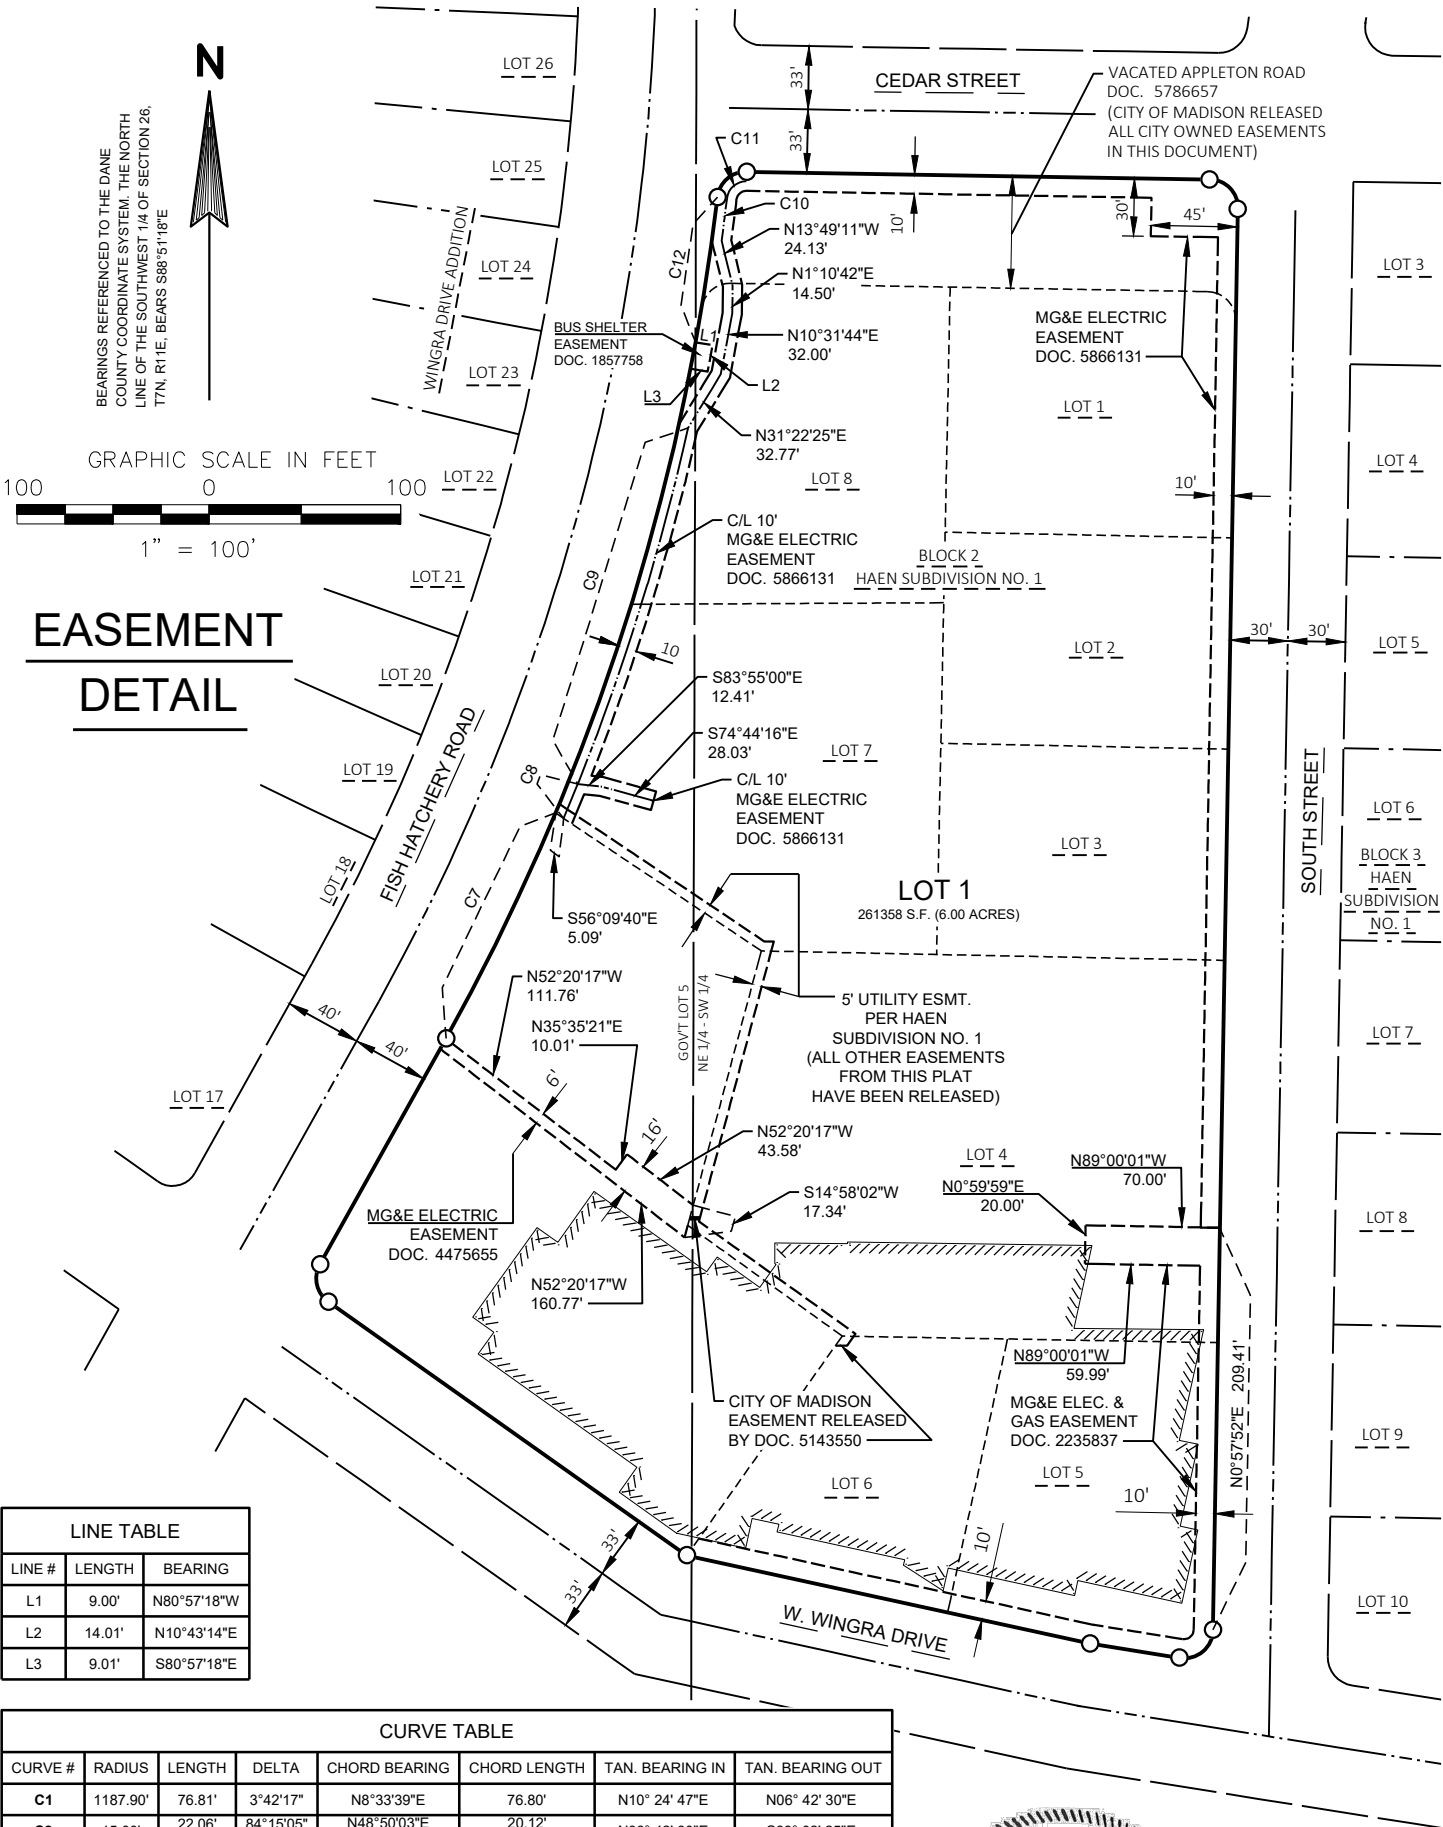 N
BEARINGS REFERENCED TO THE DANE
COUNTY COORDINATE SYSTEM. THE NORTH
LINE OF THE SOUTHWEST 1/4 OF SECTION 26,
T7N, R11E, BEARS S88°51'18"E
GRAPHIC SCALE IN FEET
100 0 100
1" = 100'
EASEMENT
DETAIL
LOT 26
LOT 25
LOT 24
LOT 23
LOT 22
LOT 21
LOT 20
LOT 19
LOT 18
LOT 17
WINGRA DRIVE ADDITION
FISH HATCHERY ROAD
CEDAR STREET
33'
33'
VACATED APPLETON ROAD
DOC. 5786657
(CITY OF MADISON RELEASED
ALL CITY OWNED EASEMENTS
IN THIS DOCUMENT)
C11
C10
C12
10'
30'
45'
N13°49'11"W
24.13'
N1°10'42"E
14.50'
N10°31'44"E
32.00'
BUS SHELTER
EASEMENT
DOC. 1857758
L1
L2
L3
N31°22'25"E
32.77'
MG&E ELECTRIC
EASEMENT
DOC. 5866131
LOT 1
LOT 8
10'
C/L 10'
MG&E ELECTRIC
EASEMENT
DOC. 5866131
BLOCK 2
HAEN SUBDIVISION NO. 1
C9
10
LOT 2
30'
30'
S83°55'00"E
12.41'
S74°44'16"E
28.03'
LOT 7
C8
C/L 10'
MG&E ELECTRIC
EASEMENT
DOC. 5866131
LOT 3
C7
LOT 1
261358 S.F. (6.00 ACRES)
S56°09'40"E
5.09'
N52°20'17"W
111.76'
N35°35'21"E
10.01'
GOV'T LOT 5
NE 1/4 - SW 1/4
5' UTILITY ESMT.
PER HAEN
SUBDIVISION NO. 1
(ALL OTHER EASEMENTS
FROM THIS PLAT
HAVE BEEN RELEASED)
40'
40'
6'
16'
N52°20'17"W
43.58'
S14°58'02"W
17.34'
LOT 4
N89°00'01"W
70.00'
N0°59'59"E
20.00'
MG&E ELECTRIC
EASEMENT
DOC. 4475655
N52°20'17"W
160.77'
N89°00'01"W
59.99'
MG&E ELEC. &
GAS EASEMENT
DOC. 2235837
CITY OF MADISON
EASEMENT RELEASED
BY DOC. 5143550
N0°57'52"E 209.41'
LOT 6
LOT 5
10'
10'
33'
33'
W. WINGRA DRIVE
SOUTH STREET
LOT 3
LOT 4
LOT 5
LOT 6
BLOCK 3
HAEN
SUBDIVISION
NO. 1
LOT 7
LOT 8
LOT 9
LOT 10
LINE TABLE
LINE # LENGTH BEARING
L1 9.00' N80°57'18"W
L2 14.01' N10°43'14"E
L3 9.01' S80°57'18"E
CURVE TABLE
CURVE # RADIUS LENGTH DELTA CHORD BEARING CHORD LENGTH TAN. BEARING IN TAN. BEARING OUT
C1 1187.90' 76.81' 3°42'17" N8°33'39"E 76.80' N10° 24' 47"E N06° 42' 30"E
22.06' 84°15'05" N48°50'03"E 20.12'